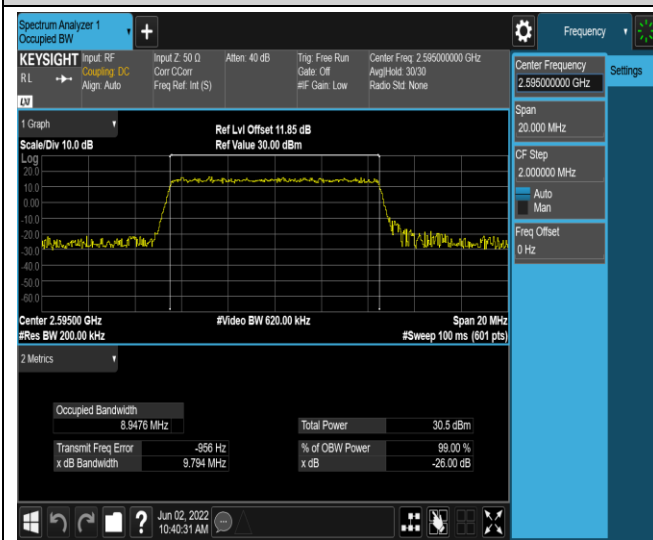 Spectrum Analyzer 1
Occupied BW
+
Frequency
KEYSIGHT
RL
LXI
Input: RF
Coupling: DC
Align: Auto
Input Z: 50 Ω
Corr CCorr
Freq Ref: Int (S)
Atten: 40 dB
Trig: Free Run
Gate: Off
#IF Gain: Low
Center Freq: 2.595000000 GHz
Avg|Hold: 30/30
Radio Std: None
Center Frequency
2.595000000 GHz
Settings
Span
20.000 MHz
CF Step
2.000000 MHz
Auto
Man
Freq Offset
0 Hz
1 Graph
Scale/Div 10.0 dB
Ref Lvl Offset 11.85 dB
Ref Value 30.00 dBm
Log
20.0
10.0
0.00
-10.0
-20.0
-30.0
-50.0
-60.0
Center 2.59500 GHz
#Res BW 200.00 kHz
#Video BW 620.00 kHz
Span 20 MHz
#Sweep 100 ms (601 pts)
2 Metrics
Occupied Bandwidth
8.9476 MHz
Total Power 30.5 dBm
Transmit Freq Error -956 Hz
% of OBW Power 99.00 %
x dB Bandwidth 9.794 MHz
x dB -26.00 dB
?
Jun 02, 2022
10:40:31 AM